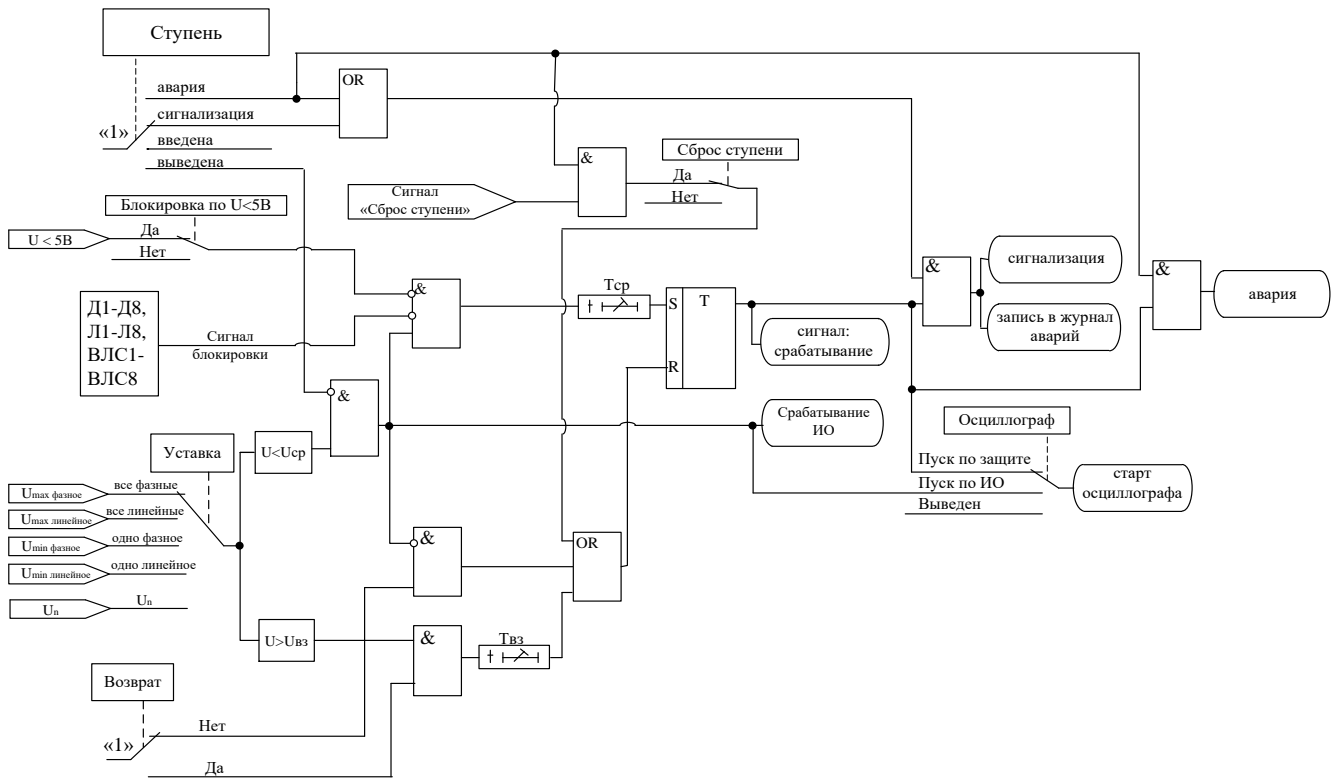 Ступень
авария
сигнализация
«1»
введена
выведена
OR
&
Сброс ступени
Да
Нет
Сигнал
«Сброс ступени»
Блокировка по U<5В
Да
Нет
U < 5В
&
Tср
S
T
R
&
сигнализация
запись в журнал
аварий
&
авария
сигнал:
срабатывание
Д1-Д8,
Л1-Л8,
ВЛС1-
ВЛС8
Сигнал
блокировки
&
Срабатывание
ИО
Осциллограф
Пуск по защите
Пуск по ИО
Выведен
старт
осциллографа
Уставка
U<Uср
Umax фазное
все фазные
Umax линейное
все линейные
Umin фазное
одно фазное
Umin линейное
одно линейное
Un
Un
&
OR
U>Uвз
&
Tвз
Возврат
«1»
Нет
Да